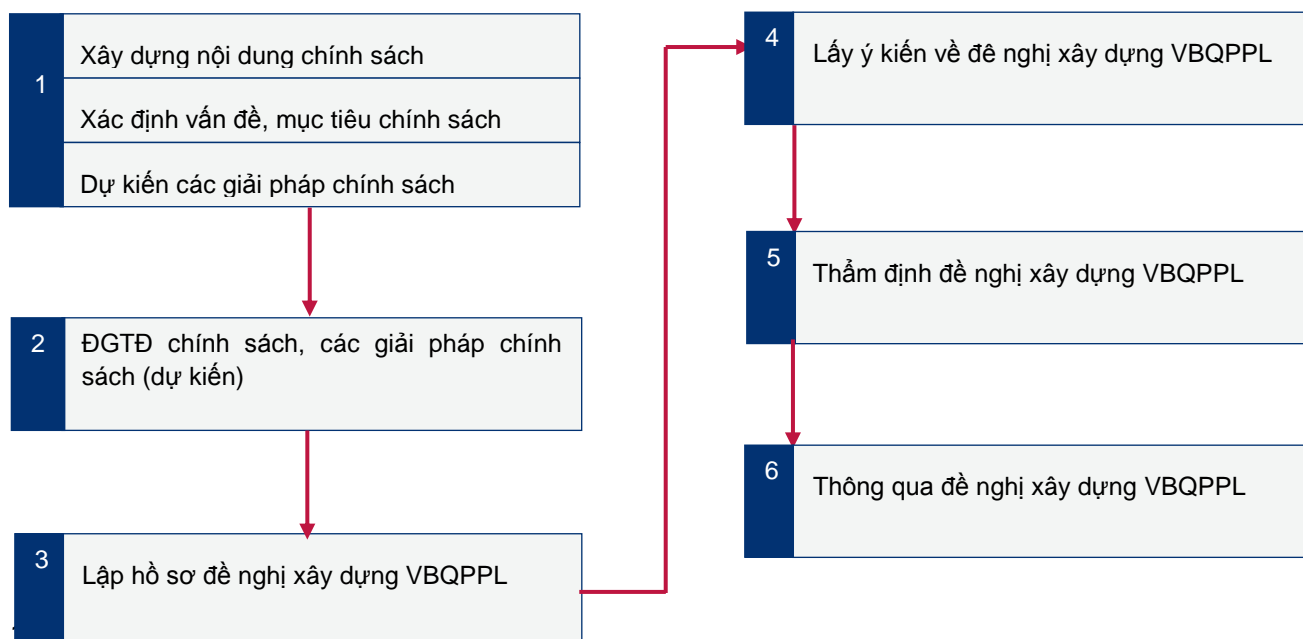 1
Xây dựng nội dung chính sách
Xác định vấn đề, mục tiêu chính sách
Dự kiến các giải pháp chính sách
2
ĐGTĐ chính sách, các giải pháp chính
sách (dự kiến)
3
Lập hồ sơ đề nghị xây dựng VBQPPL
4
Lấy ý kiến về đê nghị xây dựng VBQPPL
5
Thẩm định đề nghị xây dựng VBQPPL
6
Thông qua đề nghị xây dựng VBQPPL